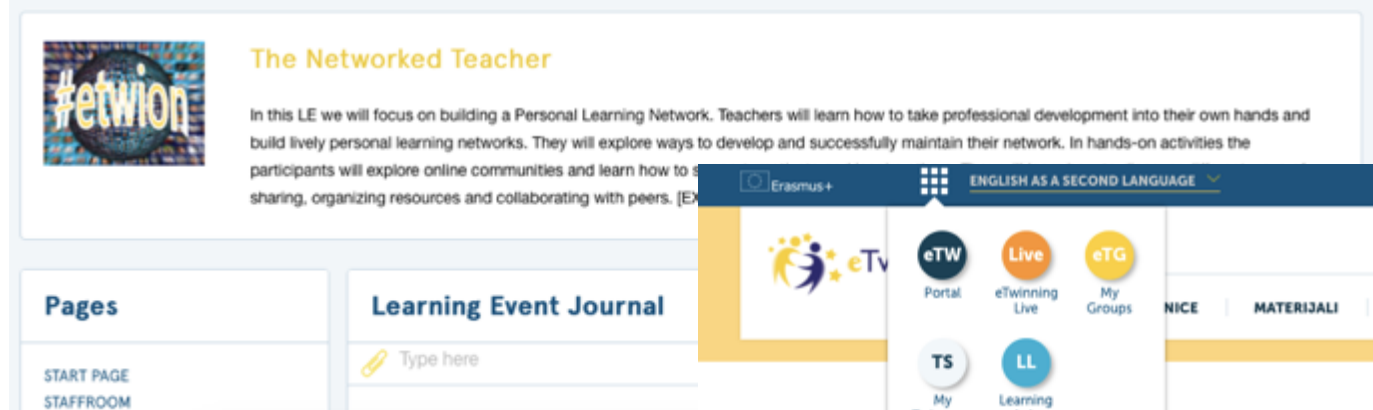 #etwion
The Networked Teacher
In this LE we will focus on building a Personal Learning Network. Teachers will learn how to take professional development into their own hands and
build lively personal learning networks. They will explore ways to develop and successfully maintain their network. In hands-on activities the
participants will explore online communities and learn how to s
sharing, organizing resources and collaborating with peers. [EX
Pages
START PAGE
STAFFROOM
Learning Event Journal
Type here
Erasmus+
ENGLISH AS A SECOND LANGUAGE
eTw
eTW
Portal
Live
eTwinning
Live
eTG
My
Groups
NICE
MATERIJALI
TS
My
LL
Learning